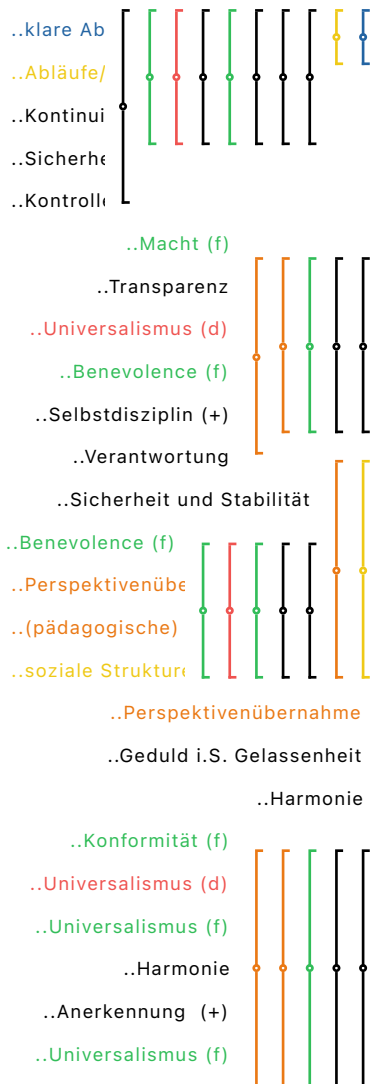 ..klare Ab
..Abläufe/
..Kontinui
..Sicherhe
..Kontrolle
..Macht (f)
..Transparenz
..Universalismus (d)
..Benevolence (f)
..Selbstdisziplin (+)
..Verantwortung
..Sicherheit und Stabilität
..Benevolence (f)
..Perspektivenübe
..(pädagogische)
..soziale Strukture
..Perspektivenübernahme
..Geduld i.S. Gelassenheit
..Harmonie
..Konformität (f)
..Universalismus (d)
..Universalismus (f)
..Harmonie
..Anerkennung (+)
..Universalismus (f)